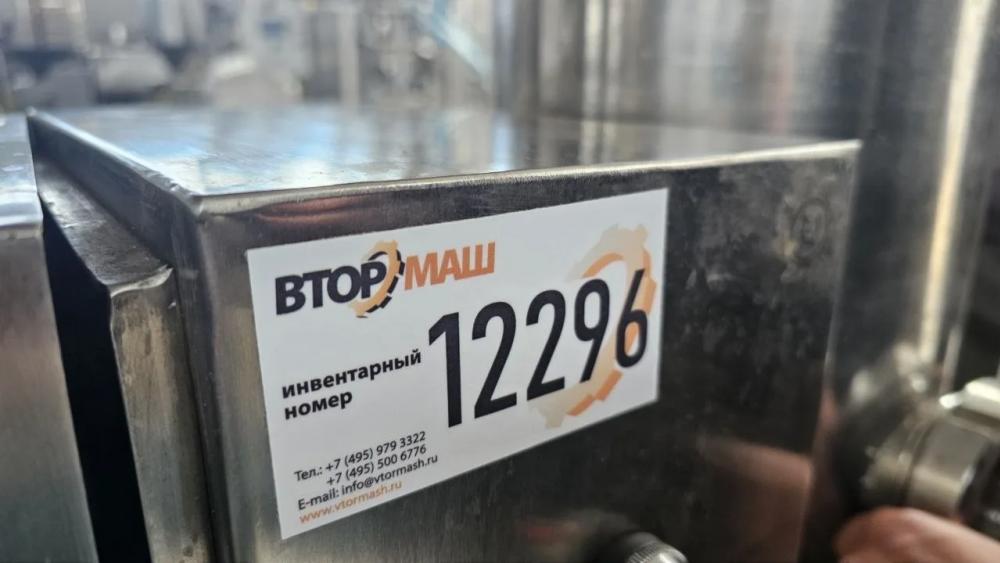 ВТОРМАШ
инвентарный
номер
12296
Тел.: +7 (495) 979 3322
+7 (495) 500 6776
E-mail: info@vtormash.ru
www.vtormash.ru